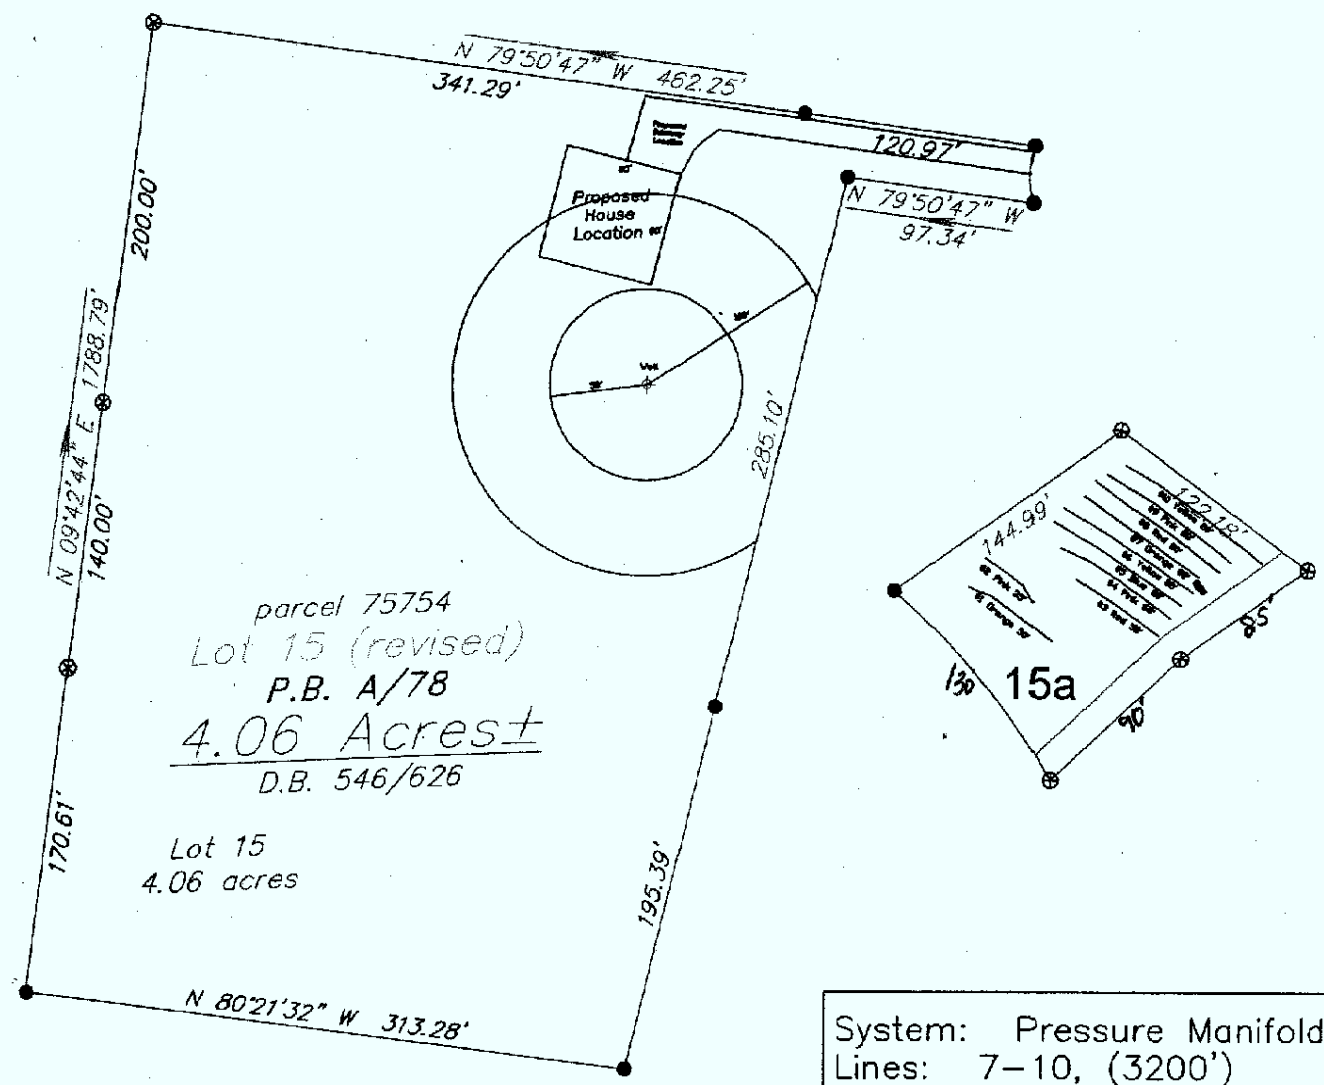 N 79°50'47" W 462.25'
341.29'
120.97'
N 79°50'47" W
97.34'
200.00'
Proposed
House
Location
N 09°42'44" E 1788.79'
140.00'
285.10'
Well
parcel 75754
Lot 15 (revised)
P.B. A/78
4.06 Acres±
D.B. 546/626
Lot 15
4.06 acres
170.61'
195.39'
N 80°21'32" W 313.28'
144.99'
122.18'
130
15a
85'
90'
System: Pressure Manifold
Lines: 7-10, (3200')